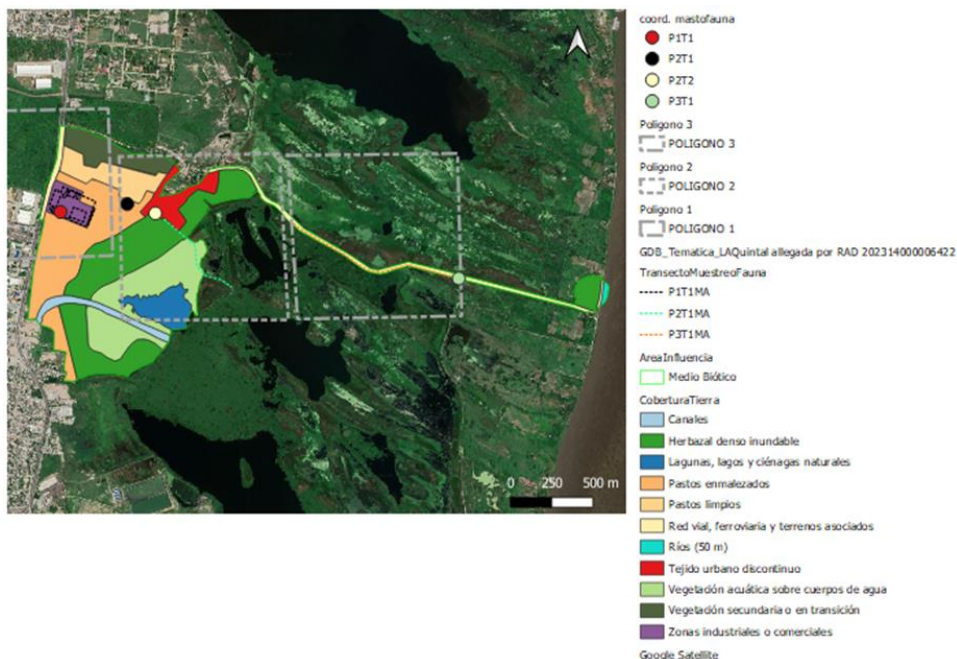 coord. mastofauna
P1T1
P2T1
P2T2
P3T1
Poligono 3
POLIGONO 3
Poligono 2
POLIGONO 2
Poligono 1
POLIGONO 1
GDB_Tematica_LAQuintal allegada por RAD 202314000006422
TransectoMuestreoFauna
P1T1MA
P2T1MA
P3T1MA
AreaInfluencia
Medio Biótico
CoberturaTierra
Canales
Herbazal denso inundable
Lagunas, lagos y ciénagas naturales
Pastos enmalezados
Pastos limpios
Red vial, ferroviaria y terrenos asociados
Ríos (50 m)
Tejido urbano discontinuo
Vegetación acuática sobre cuerpos de agua
Vegetación secundaria o en transición
Zonas industriales o comerciales
Google Satellite
0 250 500 m